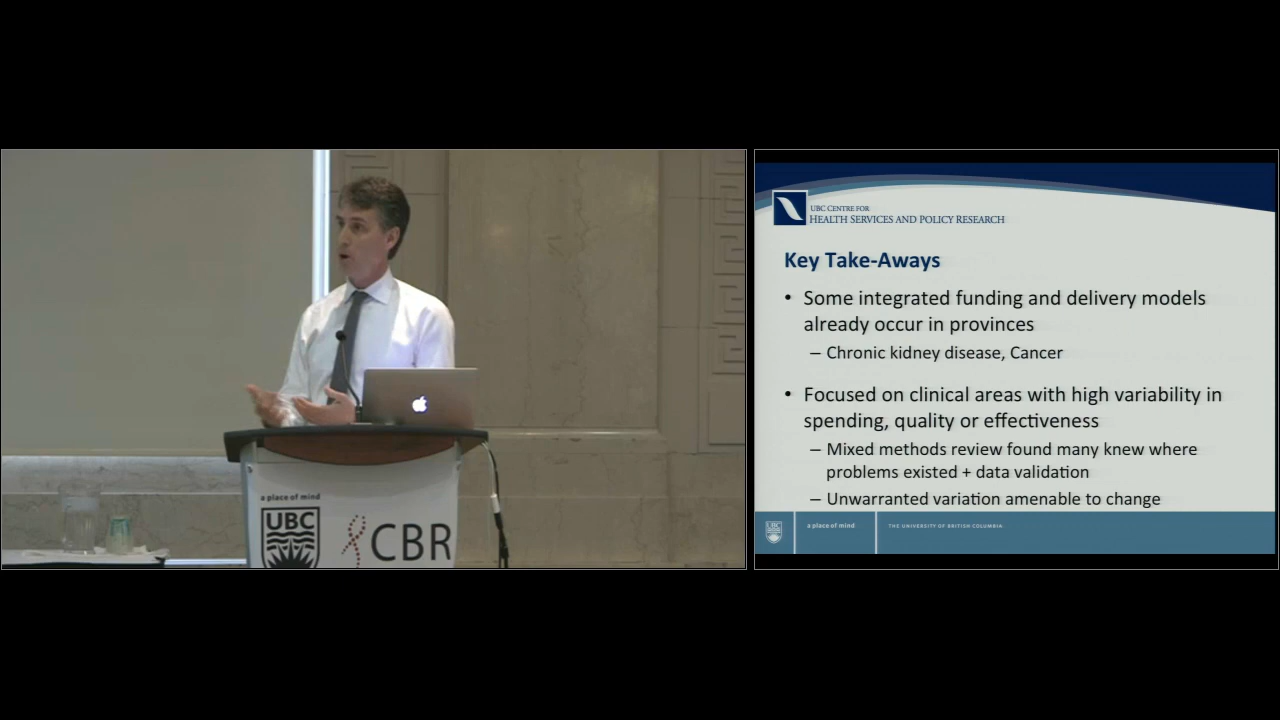 a place of mind
UBC
CBR
UBC CENTRE FOR
HEALTH SERVICES AND POLICY RESEARCH
Key Take-Aways
• Some integrated funding and delivery models
already occur in provinces
– Chronic kidney disease, Cancer
• Focused on clinical areas with high variability in
spending, quality or effectiveness
– Mixed methods review found many knew where
problems existed + data validation
– Unwarranted variation amenable to change
UBC
a place of mind
THE UNIVERSITY OF BRITISH COLUMBIA